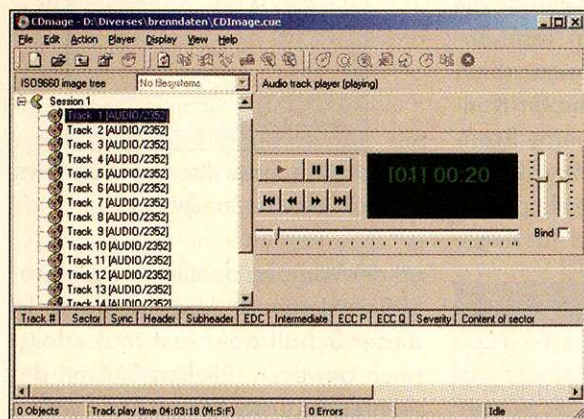 CDmage - D:\Diverses\brenndaten\CDImage.cue
File Edit Action Player Display View Help
ISO9660 image tree No filesystems Audio track player (playing)
Session 1
Track 1 [AUDIO/2352]
Track 2 [AUDIO/2352]
Track 3 [AUDIO/2352]
Track 4 [AUDIO/2352]
Track 5 [AUDIO/2352]
Track 6 [AUDIO/2352]
Track 7 [AUDIO/2352]
Track 8 [AUDIO/2352]
Track 9 [AUDIO/2352]
Track 10 [AUDIO/2352]
Track 11 [AUDIO/2352]
Track 12 [AUDIO/2352]
Track 13 [AUDIO/2352]
Track 14 [AUDIO/2352]
[01] 00:20
Bind
Track # Sector Sync Header Subheader EDC Intermediate ECC P ECC Q Severity Content of sector
0 Objects Track play time 04:03:18 (M:S:F) 0 Errors Idle